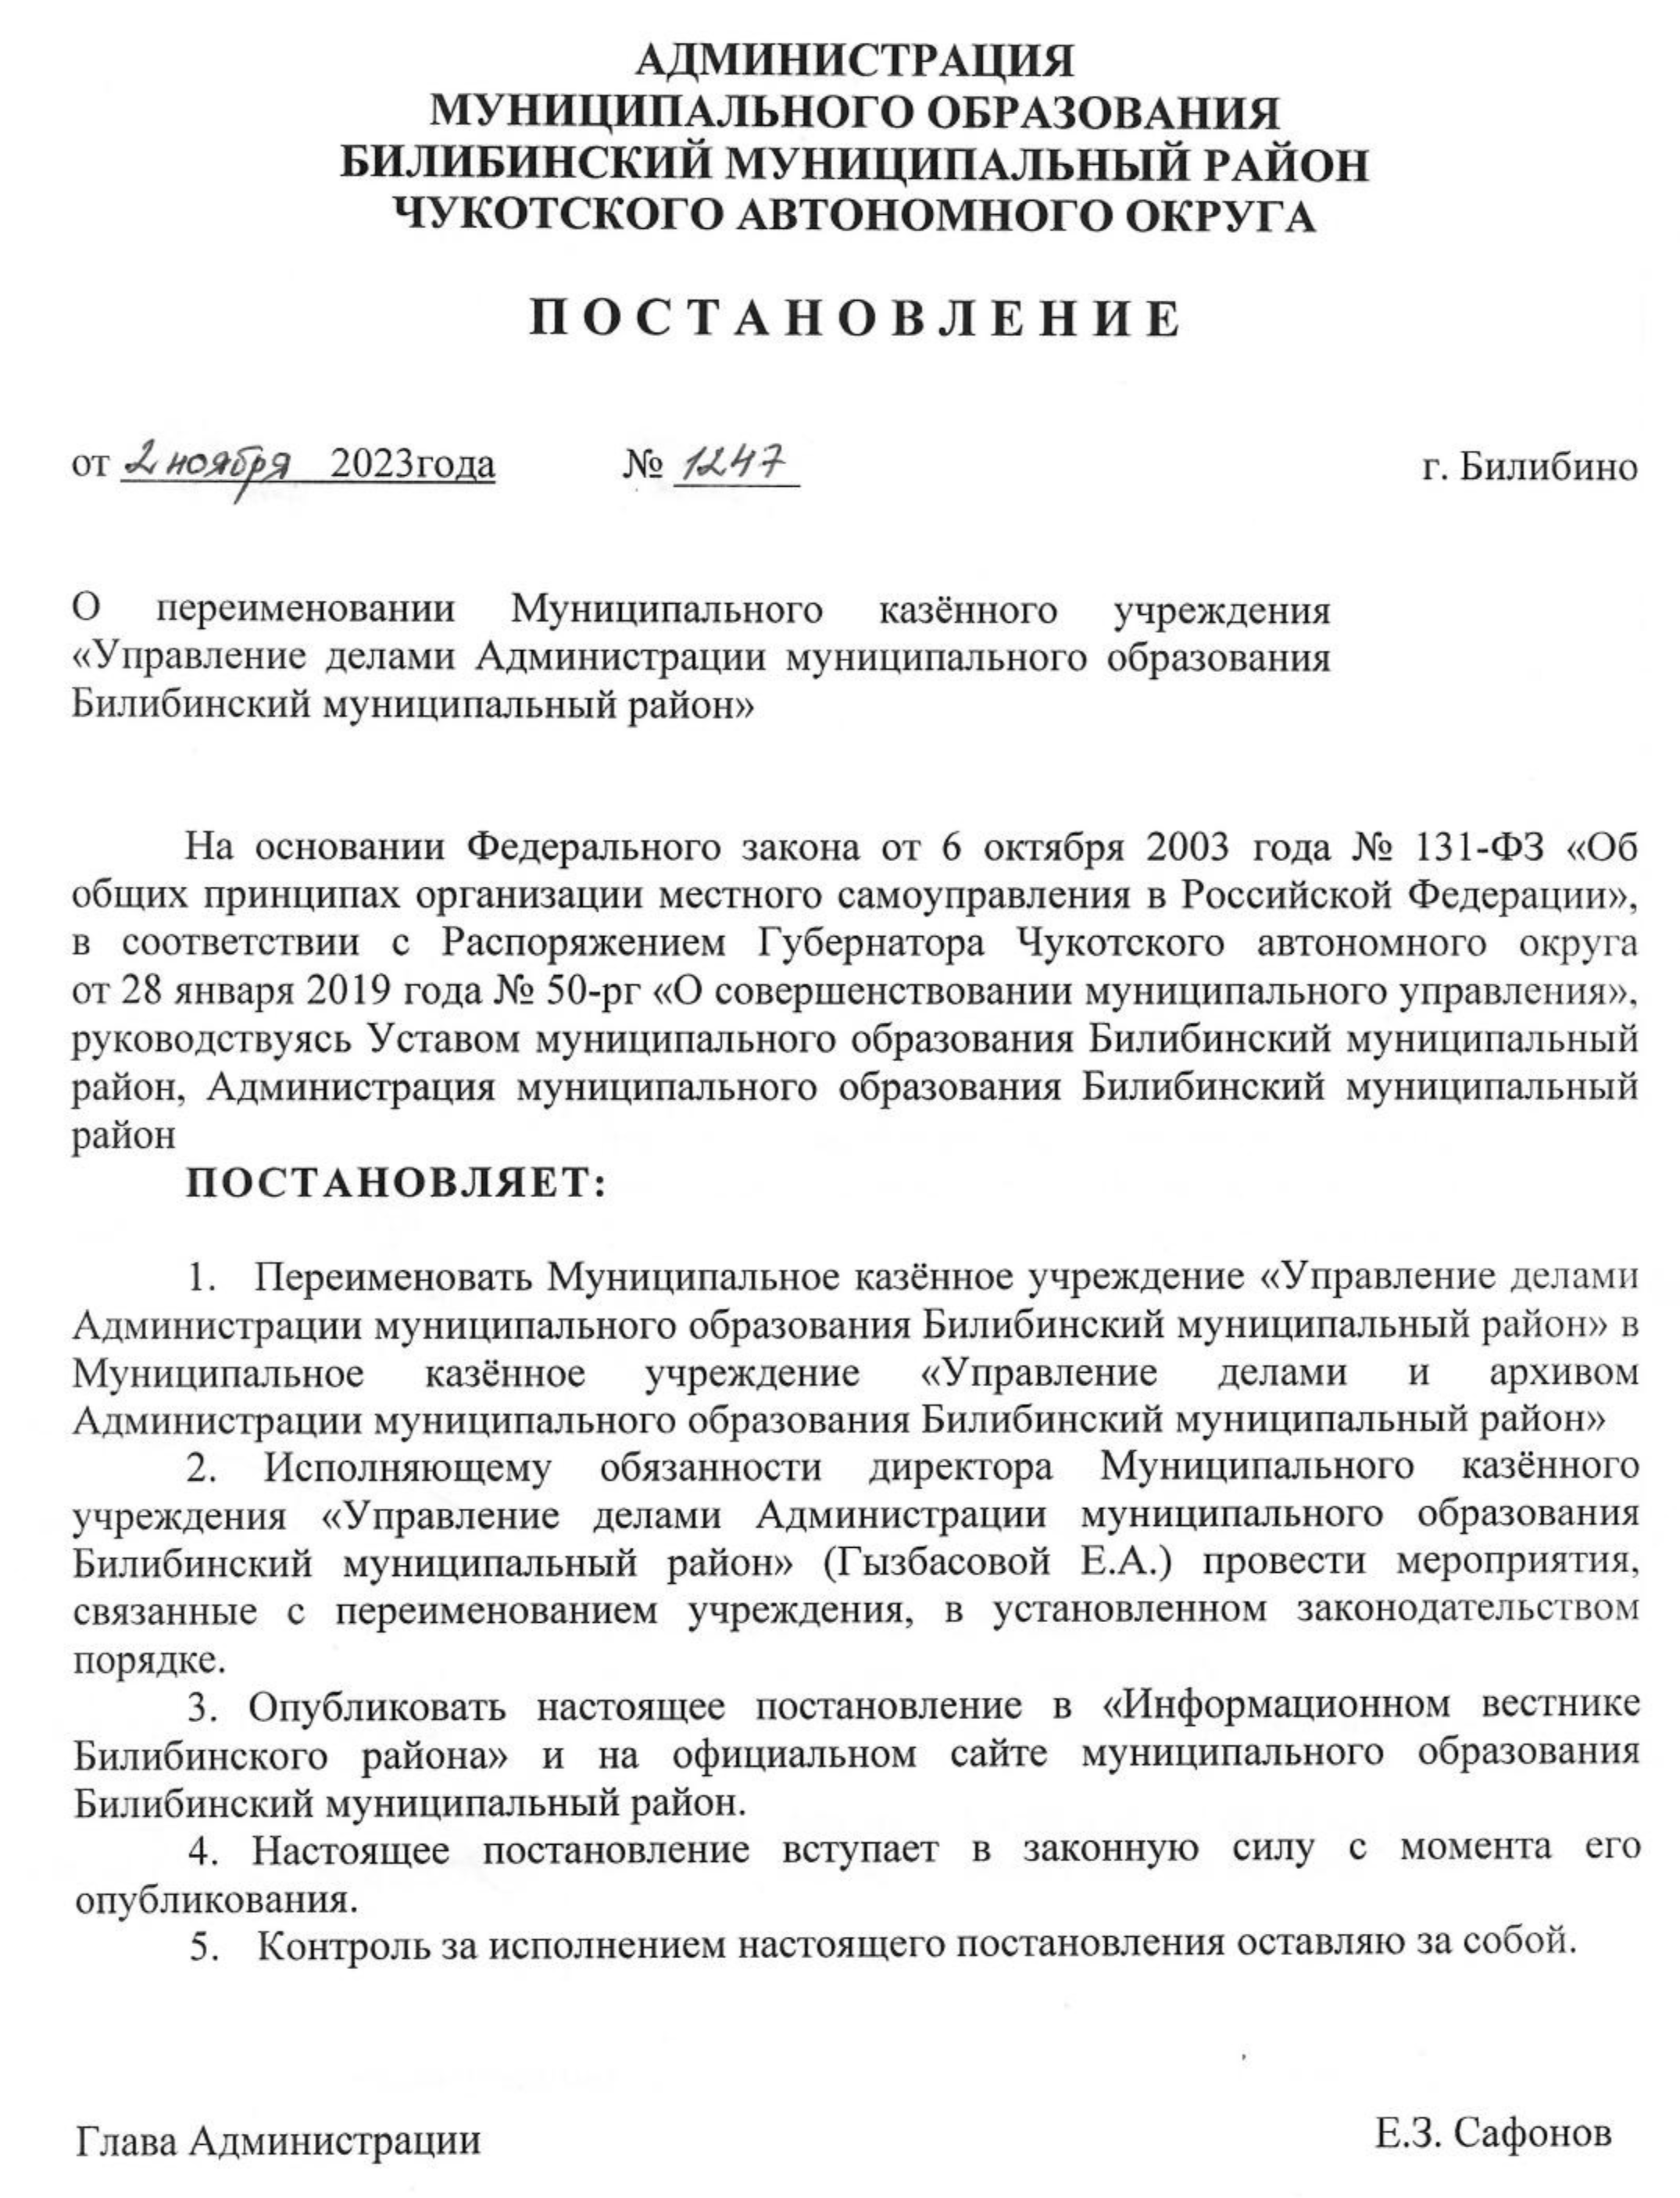 АДМИНИСТРАЦИЯ
МУНИЦИПАЛЬНОГО ОБРАЗОВАНИЯ
БИЛИБИНСКИЙ МУНИЦИПАЛЬНЫЙ РАЙОН
ЧУКОТСКОГО АВТОНОМНОГО ОКРУГА
П О С Т А Н О В Л Е Н И Е
от 2 ноября 2023года № 1247 г. Билибино
О переименовании Муниципального казённого учреждения
«Управление делами Администрации муниципального образования
Билибинский муниципальный район»
На основании Федерального закона от 6 октября 2003 года № 131-ФЗ «Об
общих принципах организации местного самоуправления в Российской Федерации»,
в соответствии с Распоряжением Губернатора Чукотского автономного округа
от 28 января 2019 года № 50-рг «О совершенствовании муниципального управления»,
руководствуясь Уставом муниципального образования Билибинский муниципальный
район, Администрация муниципального образования Билибинский муниципальный
район
ПОСТАНОВЛЯЕТ:
1. Переименовать Муниципальное казённое учреждение «Управление делами
Администрации муниципального образования Билибинский муниципальный район» в
Муниципальное казённое учреждение «Управление делами и архивом
Администрации муниципального образования Билибинский муниципальный район»
2. Исполняющему обязанности директора Муниципального казённого
учреждения «Управление делами Администрации муниципального образования
Билибинский муниципальный район» (Гызбасовой Е.А.) провести мероприятия,
связанные с переименованием учреждения, в установленном законодательством
порядке.
3. Опубликовать настоящее постановление в «Информационном вестнике
Билибинского района» и на официальном сайте муниципального образования
Билибинский муниципальный район.
4. Настоящее постановление вступает в законную силу с момента его
опубликования.
5. Контроль за исполнением настоящего постановления оставляю за собой.
Глава Администрации Е.З. Сафонов